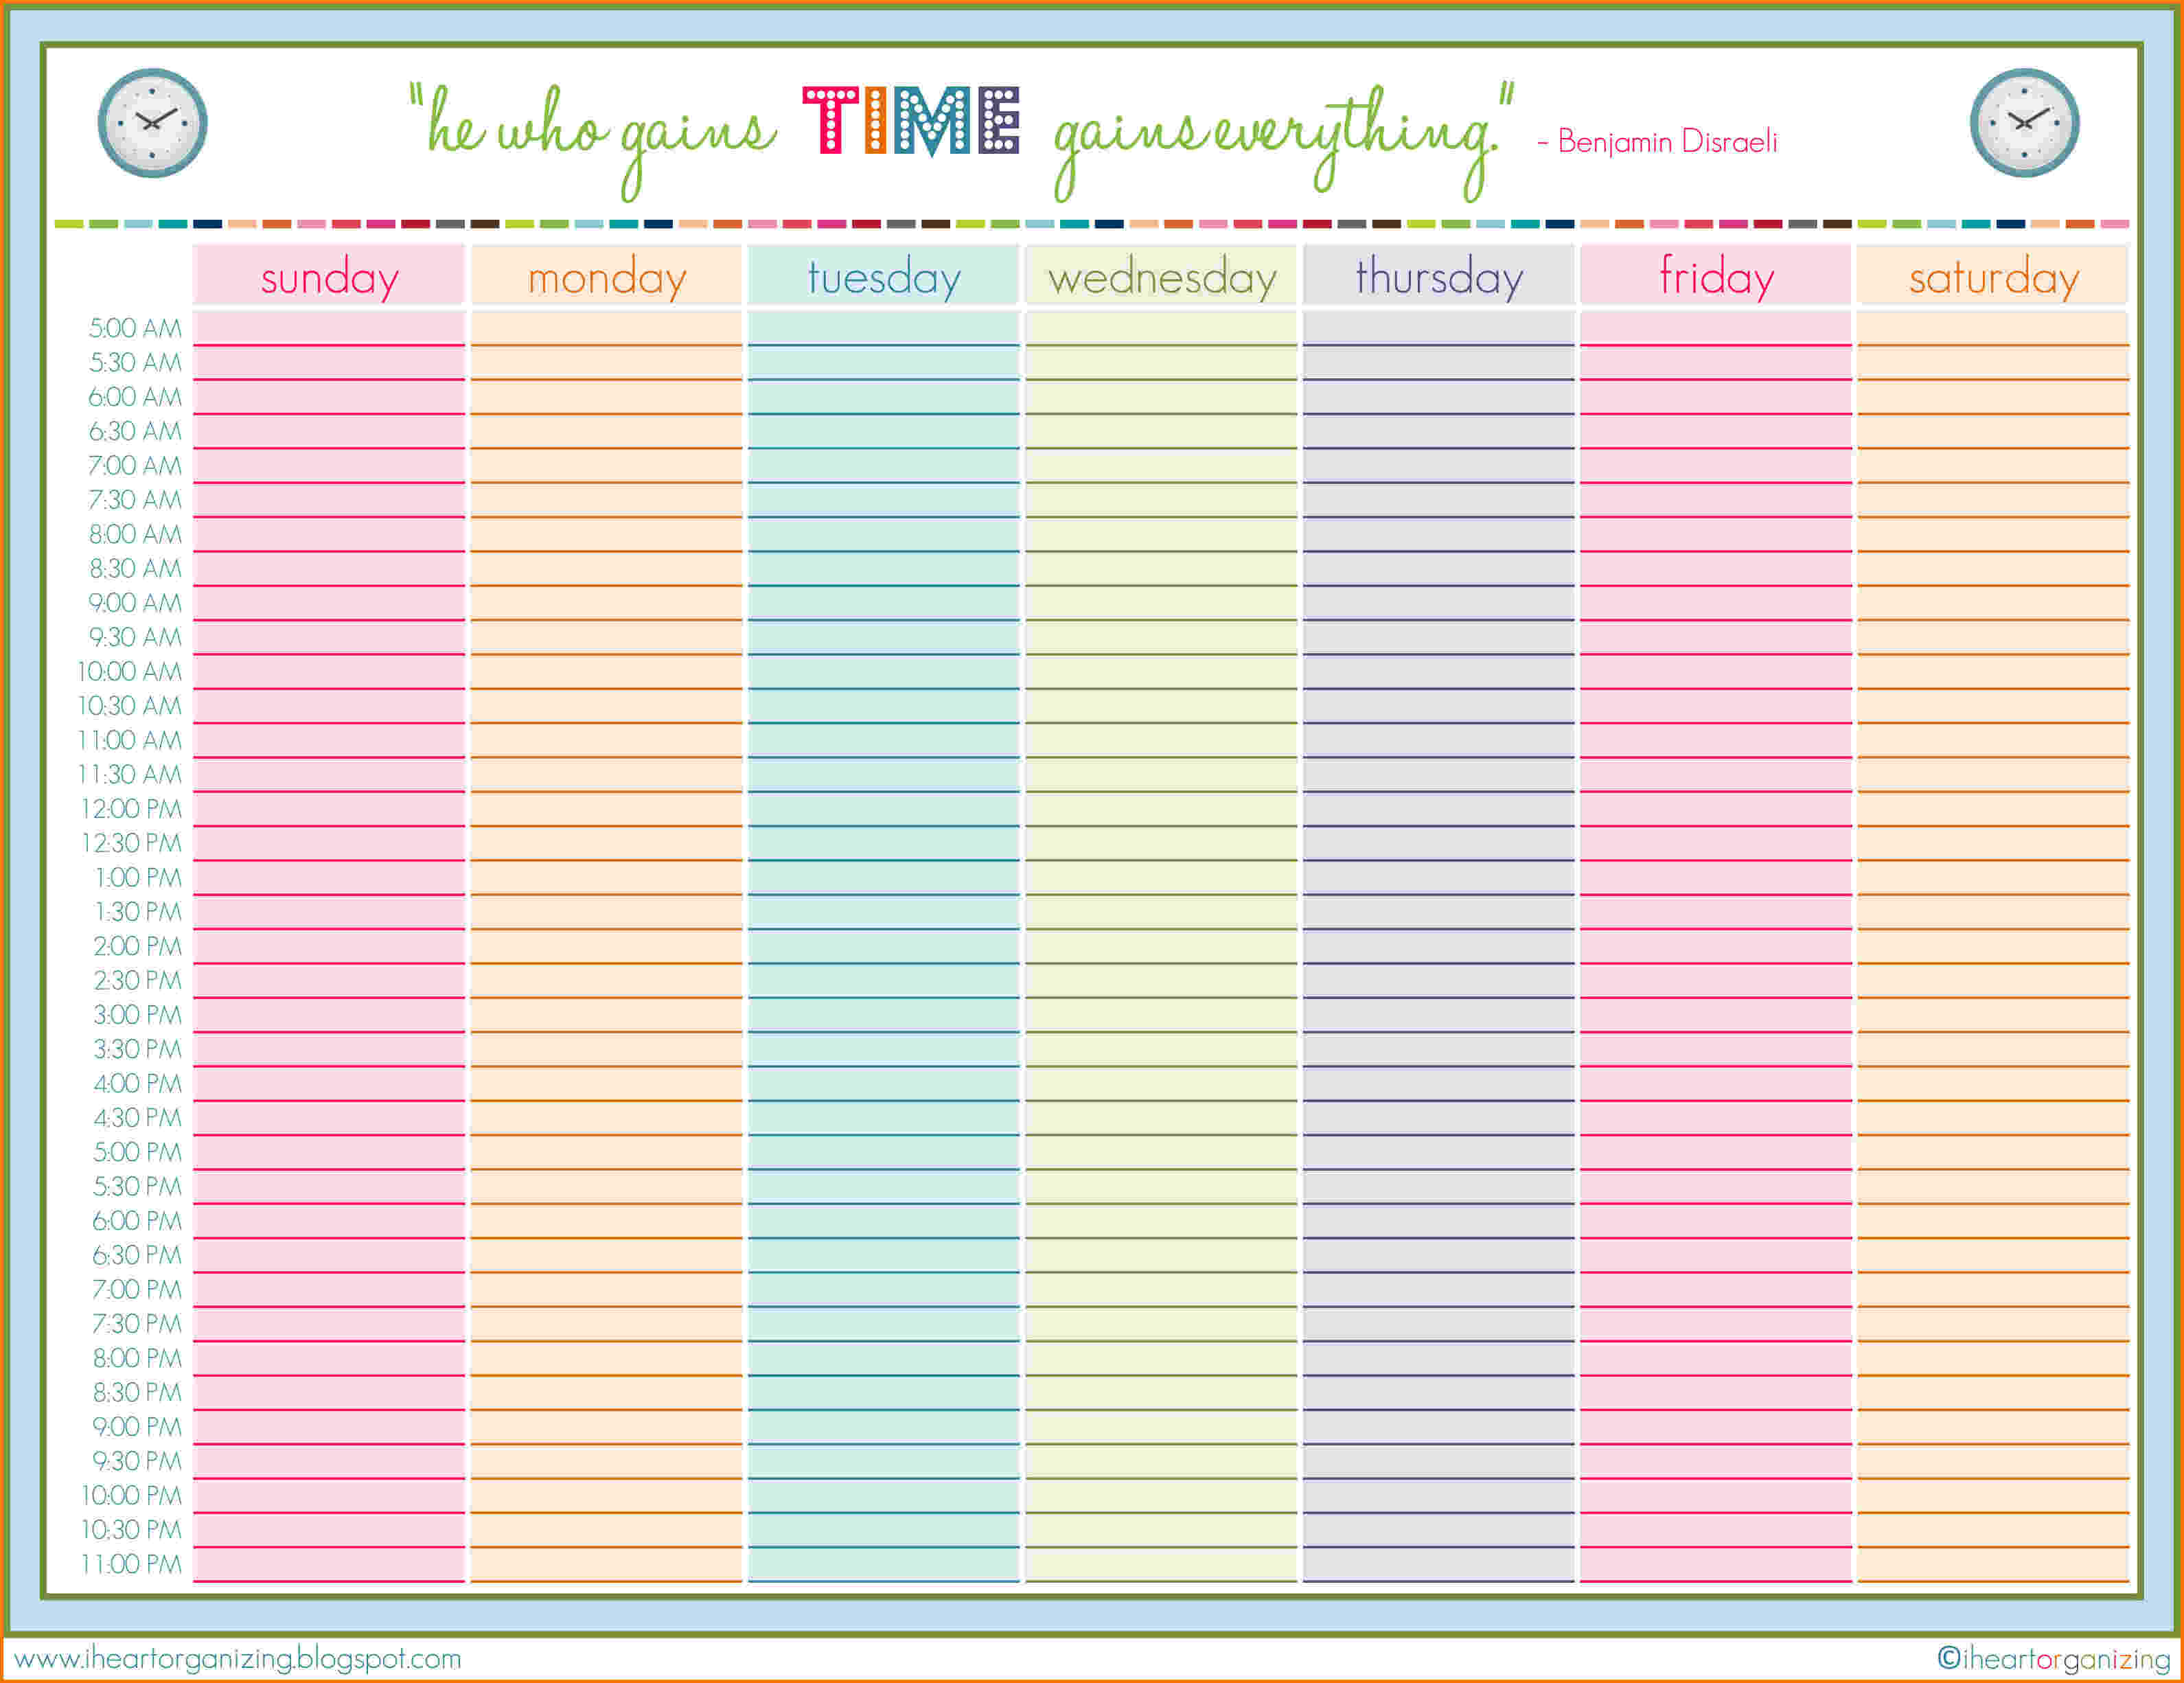 "he who gains TIME gains everything." - Benjamin Disraeli
sunday monday tuesday wednesday thursday friday saturday
5:00 AM
5:30 AM
6:00 AM
6:30 AM
7:00 AM
7:30 AM
8:00 AM
8:30 AM
9:00 AM
9:30 AM
10:00 AM
10:30 AM
11:00 AM
11:30 AM
12:00 PM
12:30 PM
1:00 PM
1:30 PM
2:00 PM
2:30 PM
3:00 PM
3:30 PM
4:00 PM
4:30 PM
5:00 PM
5:30 PM
6:00 PM
6:30 PM
7:00 PM
7:30 PM
8:00 PM
8:30 PM
9:00 PM
9:30 PM
10:00 PM
10:30 PM
11:00 PM
www.iheartorganizing.blogspot.com ©iheartorganizing